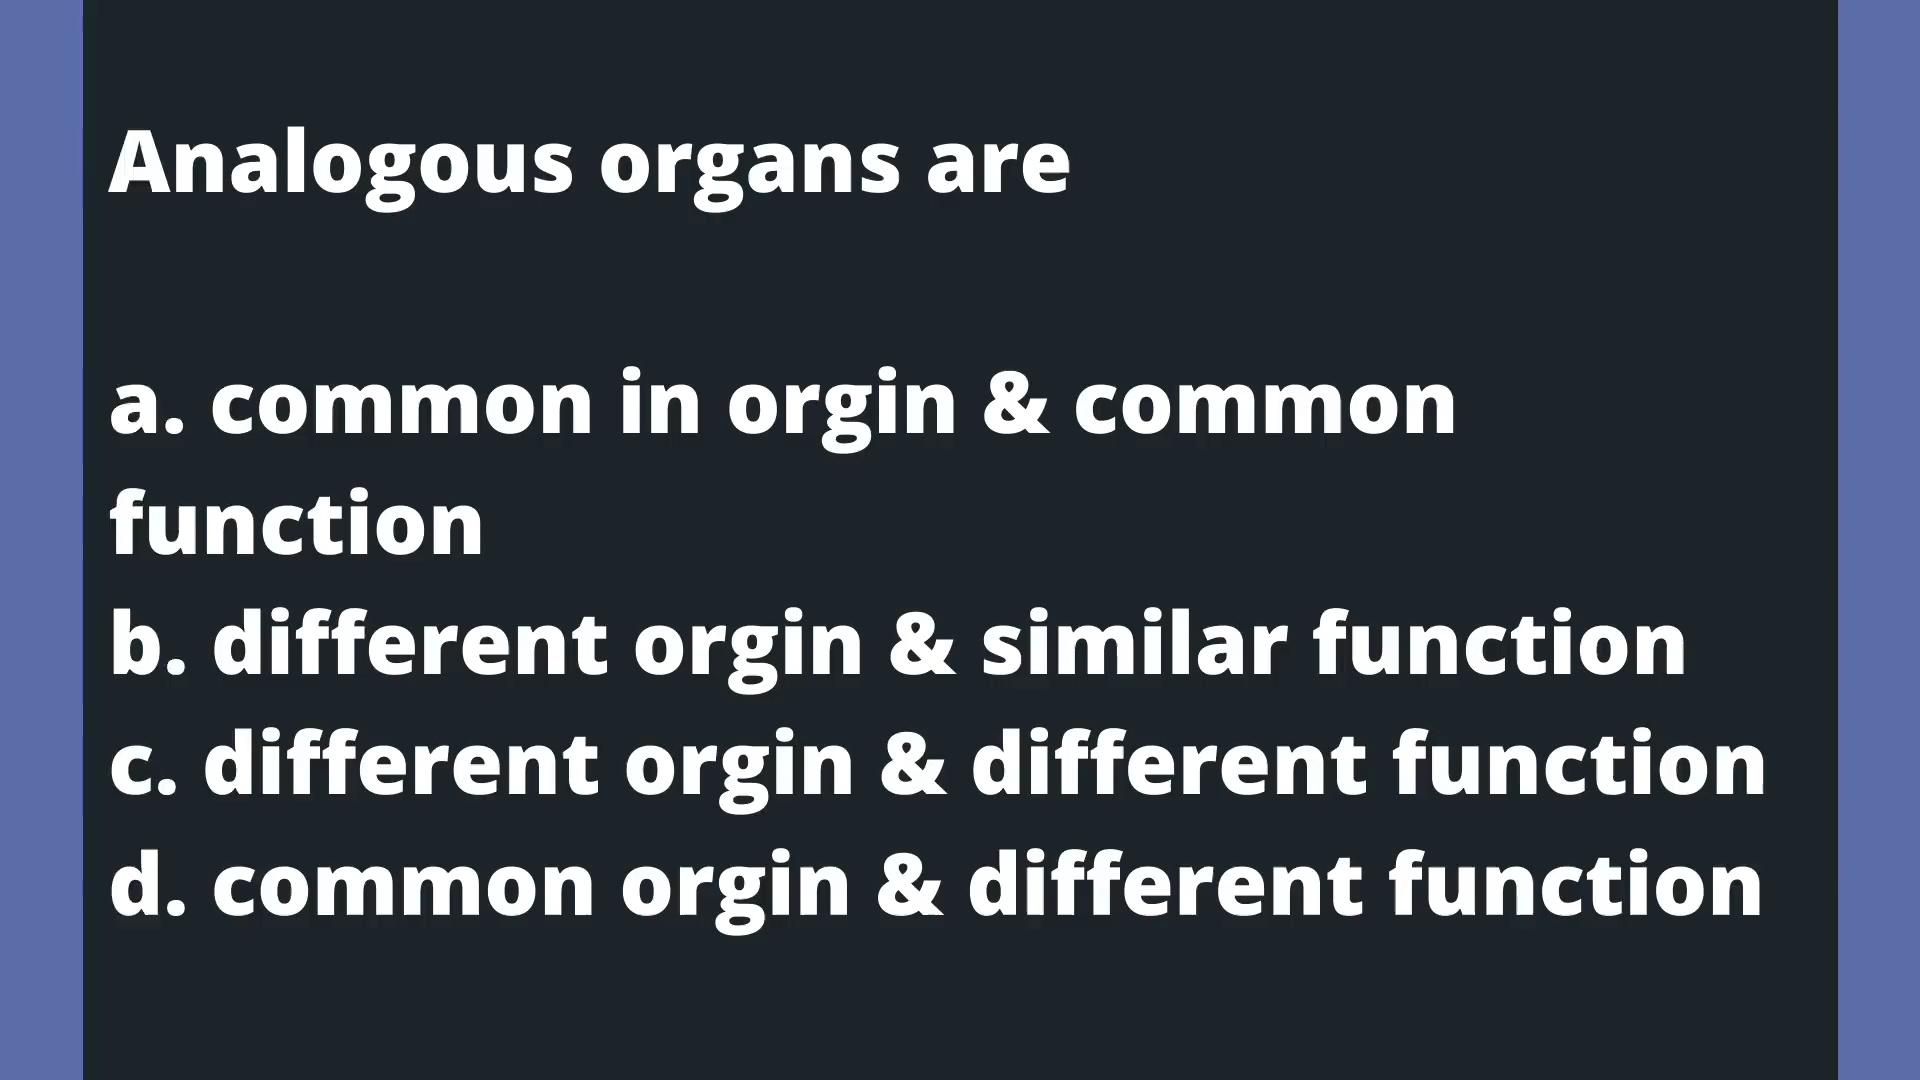 Analogous organs are
a. common in orgin & common
function
b. different orgin & similar function
c. different orgin & different function
d. common orgin & different function